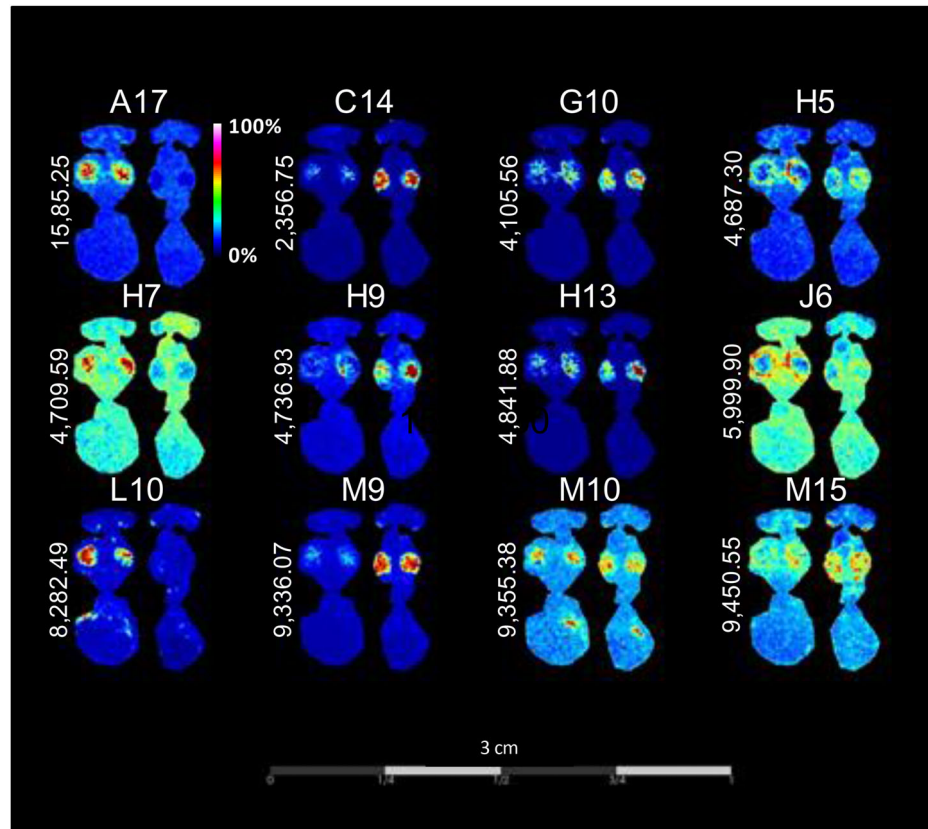 A17
C14
G10
H5
15,85.25
100%
0%
2,356.75
4,105.56
4,687.30
H7
H9
H13
J6
4,709.59
4,736.93
4,841.88
5,999.90
1
0
L10
M9
M10
M15
8,282.49
9,336.07
9,355.38
9,450.55
3 cm
0 1/4 1/2 3/4 1